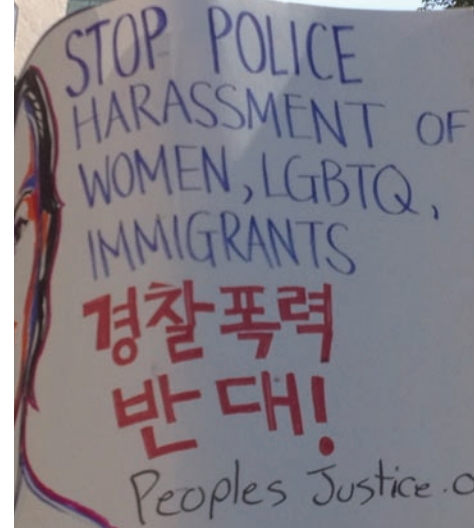 STOP POLICE
HARASSMENT OF
WOMEN, LGBTQ,
IMMIGRANTS
경찰폭력
반대!
Peoples Justice.o